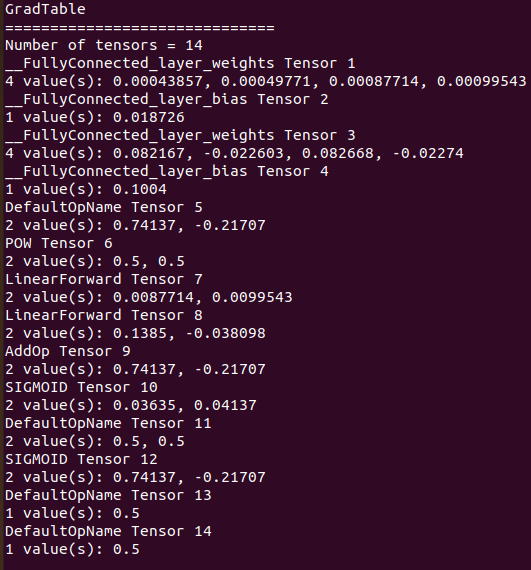 GradTable
==============================
Number of tensors = 14
__FullyConnected_layer_weights Tensor 1
4 value(s): 0.00043857, 0.00049771, 0.00087714, 0.00099543
__FullyConnected_layer_bias Tensor 2
1 value(s): 0.018726
__FullyConnected_layer_weights Tensor 3
4 value(s): 0.082167, -0.022603, 0.082668, -0.02274
__FullyConnected_layer_bias Tensor 4
1 value(s): 0.1004
DefaultOpName Tensor 5
2 value(s): 0.74137, -0.21707
POW Tensor 6
2 value(s): 0.5, 0.5
LinearForward Tensor 7
2 value(s): 0.0087714, 0.0099543
LinearForward Tensor 8
2 value(s): 0.1385, -0.038098
AddOp Tensor 9
2 value(s): 0.74137, -0.21707
SIGMOID Tensor 10
2 value(s): 0.03635, 0.04137
DefaultOpName Tensor 11
2 value(s): 0.5, 0.5
SIGMOID Tensor 12
2 value(s): 0.74137, -0.21707
DefaultOpName Tensor 13
1 value(s): 0.5
DefaultOpName Tensor 14
1 value(s): 0.5